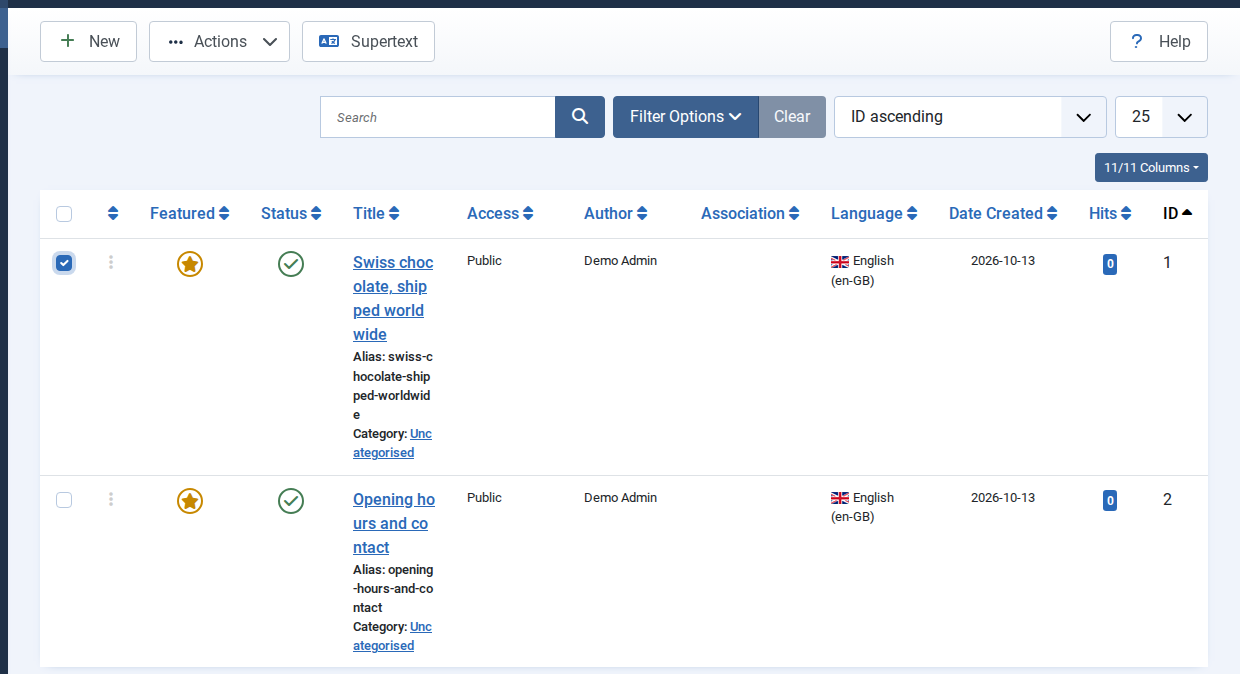 New
Actions
Supertext
Help
Search
Filter Options
Clear
ID ascending
25
11/11 Columns
Featured
Status
Title
Access
Author
Association
Language
Date Created
Hits
ID
Swiss choc
olate, ship
ped world
wide
Alias: swiss-c
hocolate-ship
ped-worldwid
e
Category: Unc
ategorised
Public
Demo Admin
English
(en-GB)
2026-10-13
0
1
Opening ho
urs and co
ntact
Alias: opening
-hours-and-co
ntact
Category: Unc
ategorised
Public
Demo Admin
English
(en-GB)
2026-10-13
0
2